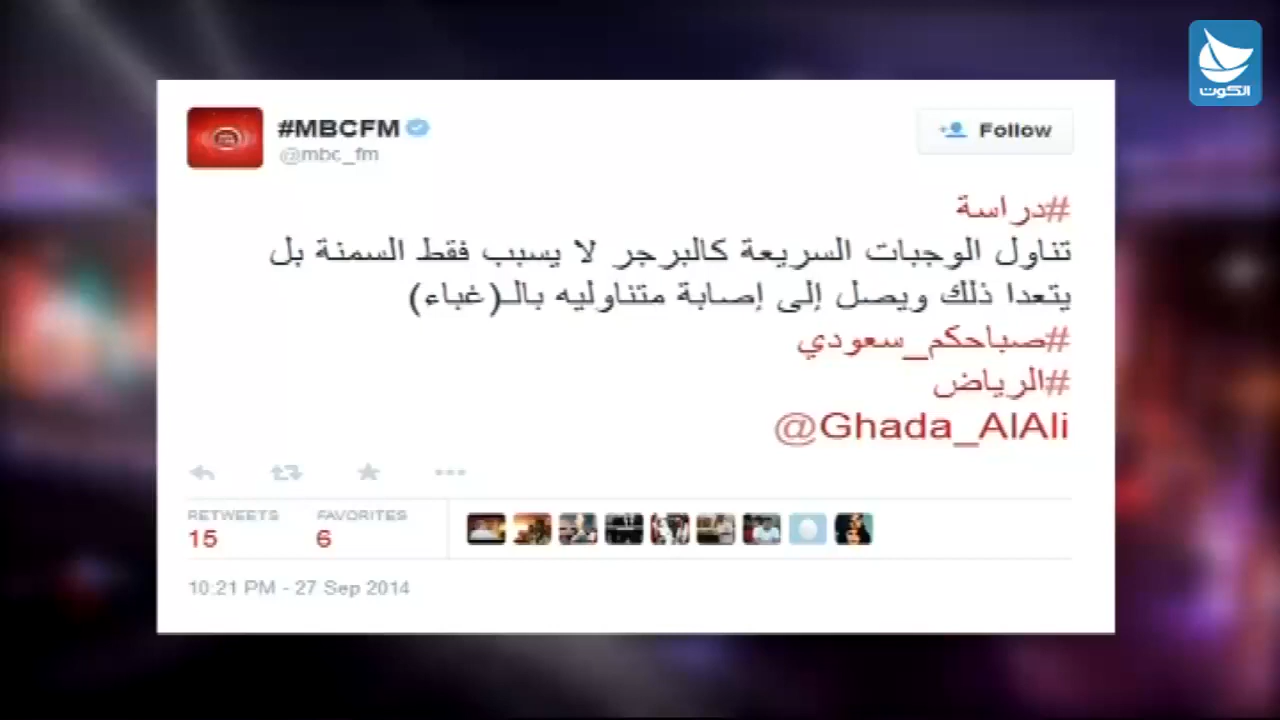 الكوت
#MBCFM
@mbc_fm
Follow
#دراسة
تناول الوجبات السريعة كالبرجر لا يسبب فقط السمنة بل
يتعدا ذلك ويصل إلى إصابة متناوليه بالـ(غباء)
#صباحكم_سعودي
#الرياض
@Ghada_AlAli
RETWEETS FAVORITES
15 6
10:21 PM - 27 Sep 2014